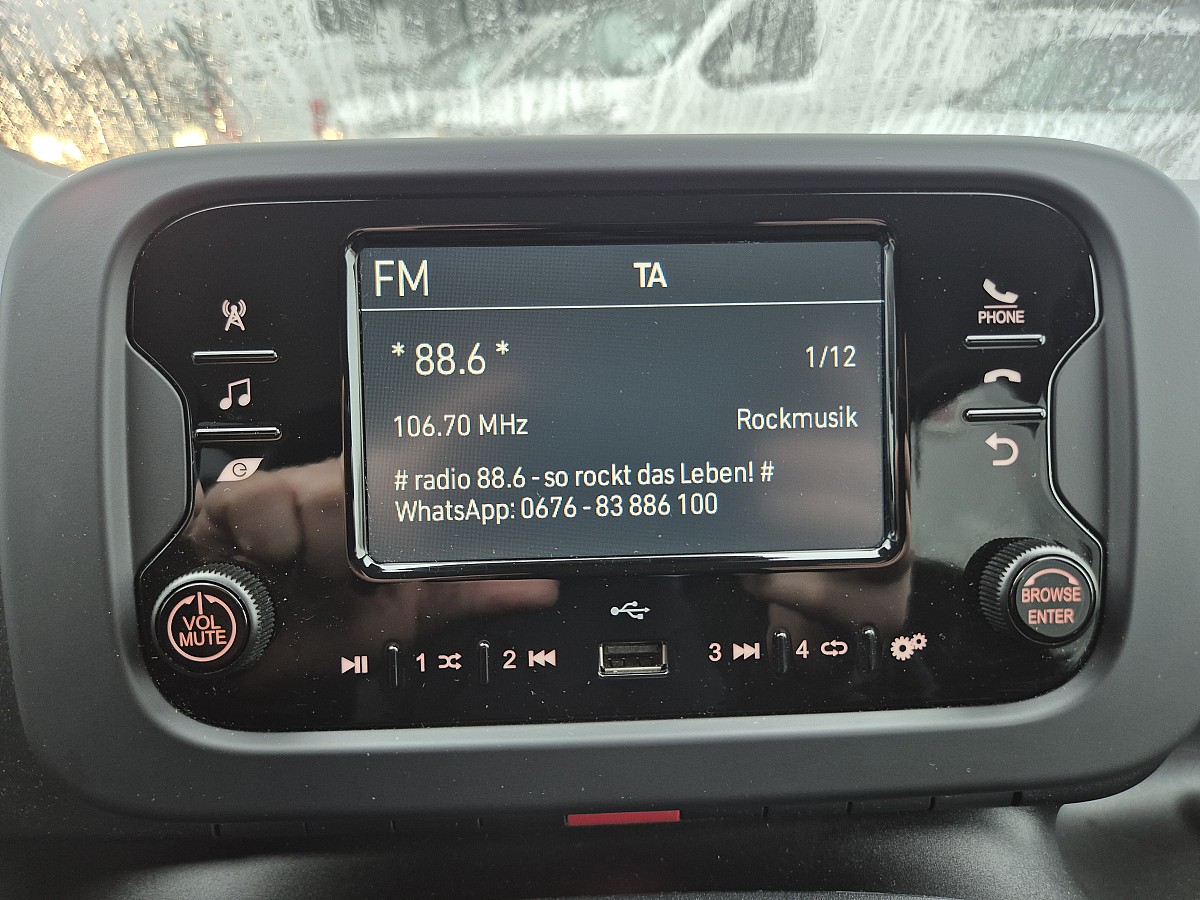 FM TA
* 88.6 * 1/12
106.70 MHz Rockmusik
# radio 88.6 - so rockt das Leben! #
WhatsApp: 0676 - 83 886 100
PHONE
VOL
MUTE
BROWSE
ENTER
1 2 3 4